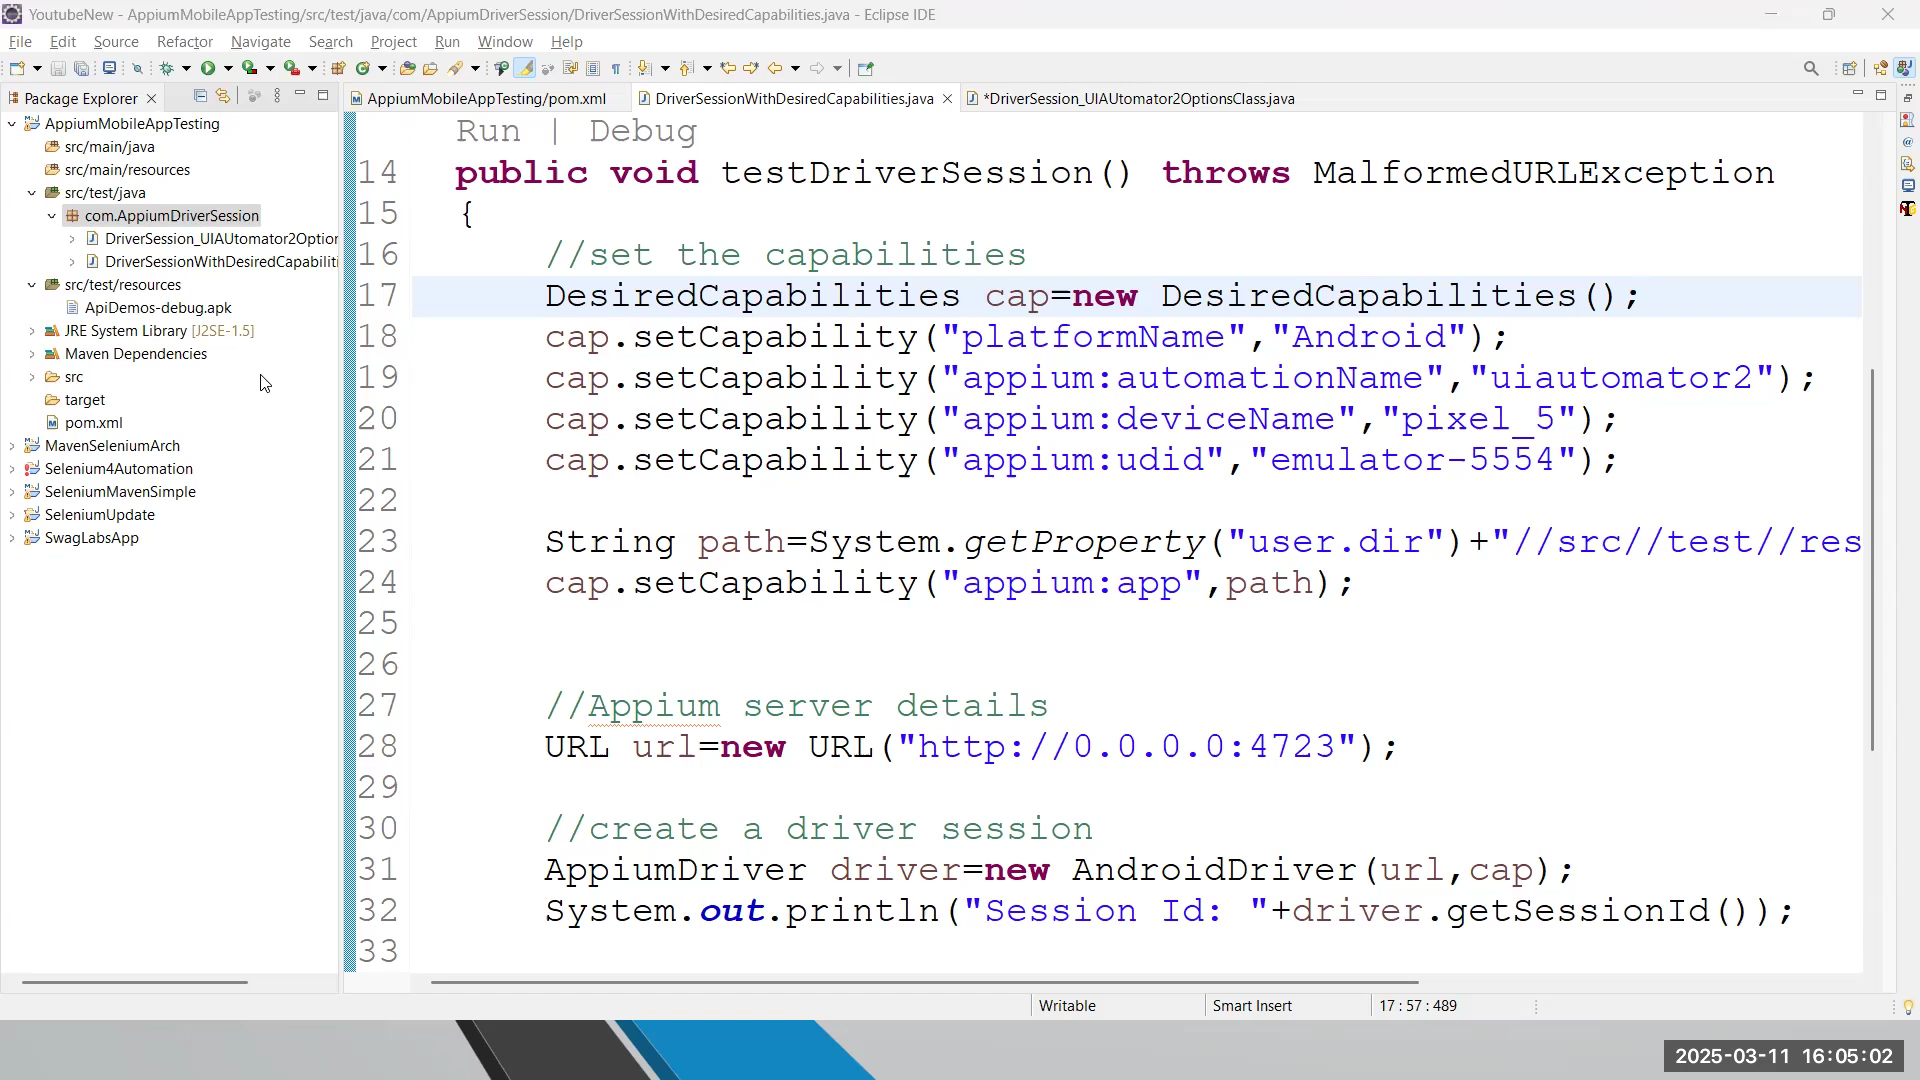 YoutubeNew - AppiumMobileAppTesting/src/test/java/com/AppiumDriverSession/DriverSessionWithDesiredCapabilities.java - Eclipse IDE
File Edit Source Refactor Navigate Search Project Run Window Help
Package Explorer
AppiumMobileAppTesting/pom.xml DriverSessionWithDesiredCapabilities.java *DriverSession_UIAUtomator2OptionsClass.java
AppiumMobileAppTesting
src/main/java
src/main/resources
src/test/java
com.AppiumDriverSession
DriverSession_UIAUtomator2Option
DriverSessionWithDesiredCapabiliti
src/test/resources
ApiDemos-debug.apk
JRE System Library [J2SE-1.5]
Maven Dependencies
src
target
pom.xml
MavenSeleniumArch
Selenium4Automation
SeleniumMavenSimple
SeleniumUpdate
SwagLabsApp
Run | Debug
14 public void testDriverSession() throws MalformedURLException
15 {
16 //set the capabilities
17 DesiredCapabilities cap=new DesiredCapabilities();
18 cap.setCapability("platformName","Android");
19 cap.setCapability("appium:automationName","uiautomator2");
20 cap.setCapability("appium:deviceName","pixel_5");
21 cap.setCapability("appium:udid","emulator-5554");
22
23 String path=System.getProperty("user.dir")+"//src//test//res
24 cap.setCapability("appium:app",path);
25
26
27 //Appium server details
28 URL url=new URL("http://0.0.0.0:4723");
29
30 //create a driver session
31 AppiumDriver driver=new AndroidDriver(url,cap);
32 System.out.println("Session Id: "+driver.getSessionId());
33
Writable Smart Insert 17 : 57 : 489
2025-03-11 16:05:02